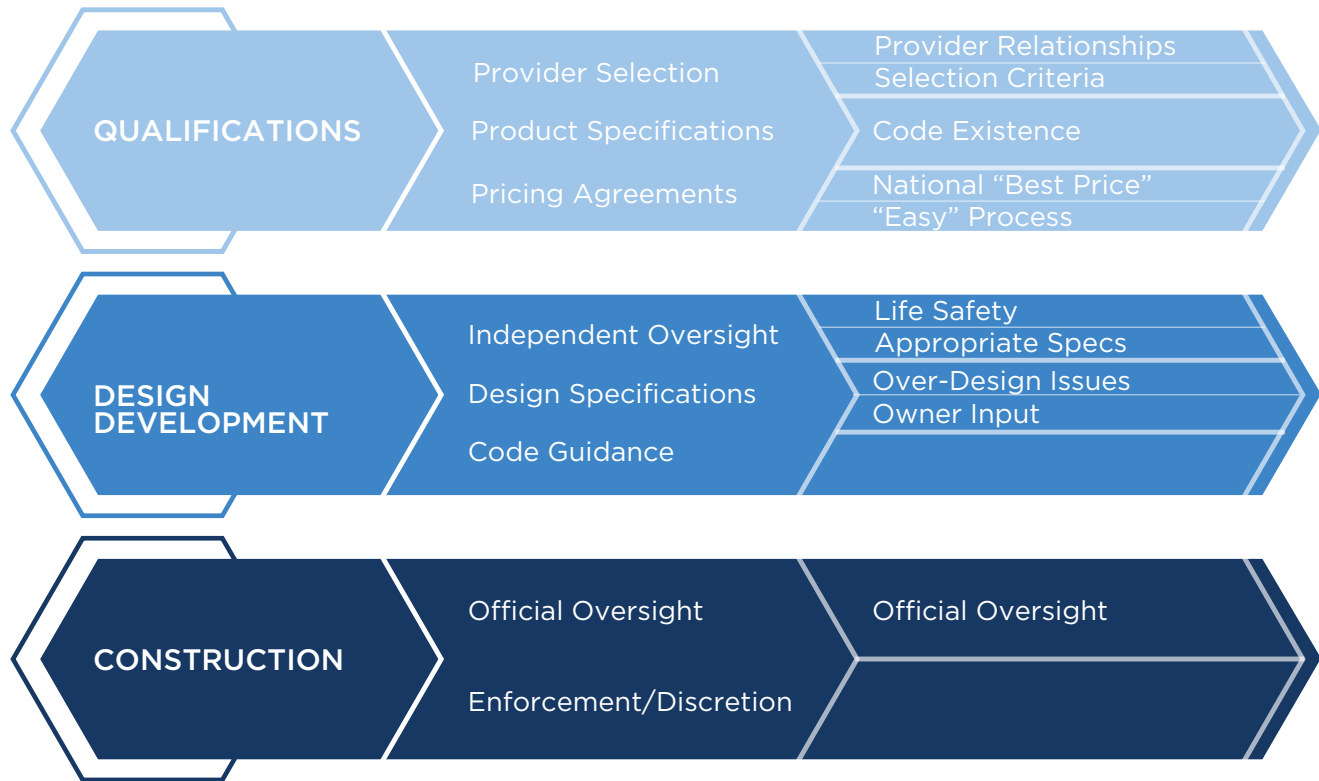 QUALIFICATIONS
Provider Selection
Product Specifications
Pricing Agreements
Provider Relationships
Selection Criteria
Code Existence
National “Best Price”
“Easy” Process
DESIGN
DEVELOPMENT
Independent Oversight
Design Specifications
Code Guidance
Life Safety
Appropriate Specs
Over-Design Issues
Owner Input
CONSTRUCTION
Official Oversight
Enforcement/Discretion
Official Oversight